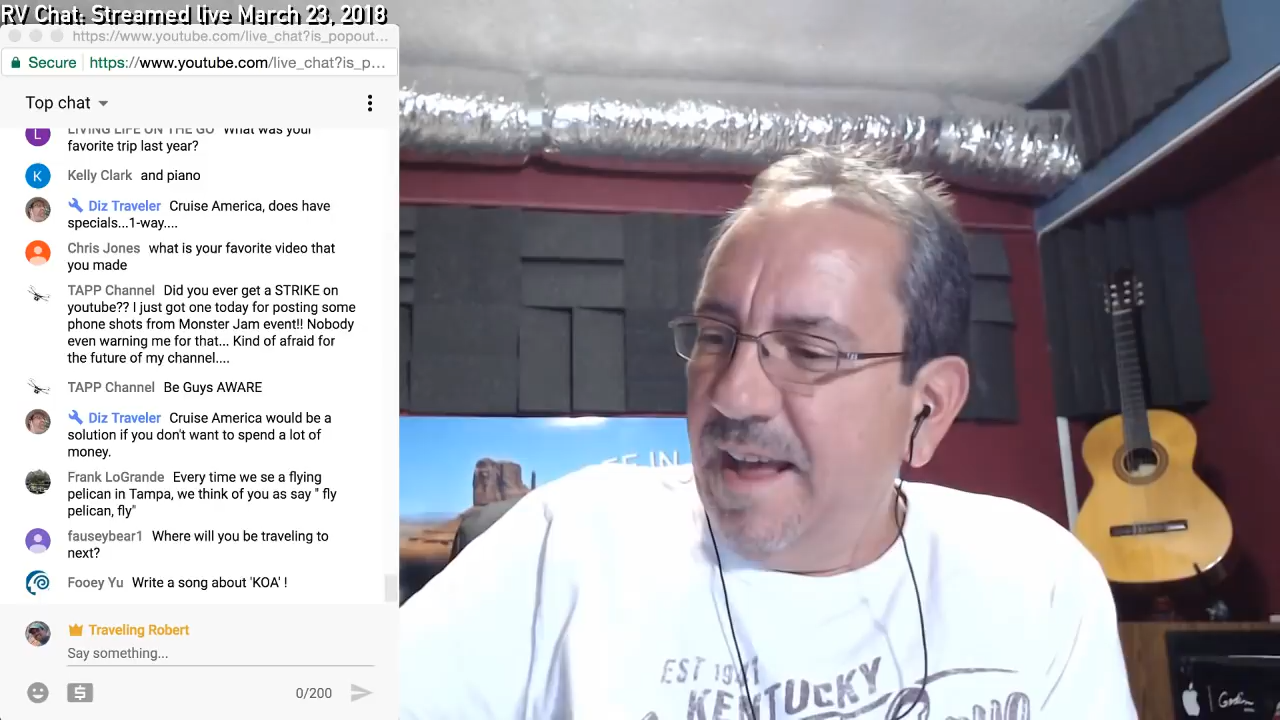 RV Chat. Streamed live March 23, 2018
https://www.youtube.com/live_chat?is_popout...
Secure https://www.youtube.com/live_chat?is_p...
Top chat
L LIVING LIFE ON THE GO What was your
favorite trip last year?
K Kelly Clark and piano
Diz Traveler Cruise America, does have
specials...1-way....
Chris Jones what is your favorite video that
you made
TAPP Channel Did you ever get a STRIKE on
youtube?? I just got one today for posting some
phone shots from Monster Jam event!! Nobody
even warning me for that... Kind of afraid for
the future of my channel....
TAPP Channel Be Guys AWARE
Diz Traveler Cruise America would be a
solution if you don't want to spend a lot of
money.
Frank LoGrande Every time we se a flying
pelican in Tampa, we think of you as say " fly
pelican, fly"
fauseybear1 Where will you be traveling to
next?
Fooey Yu Write a song about 'KOA' !
Traveling Robert
Say something...
0/200
IN
EST
KENTUCKY
Godin